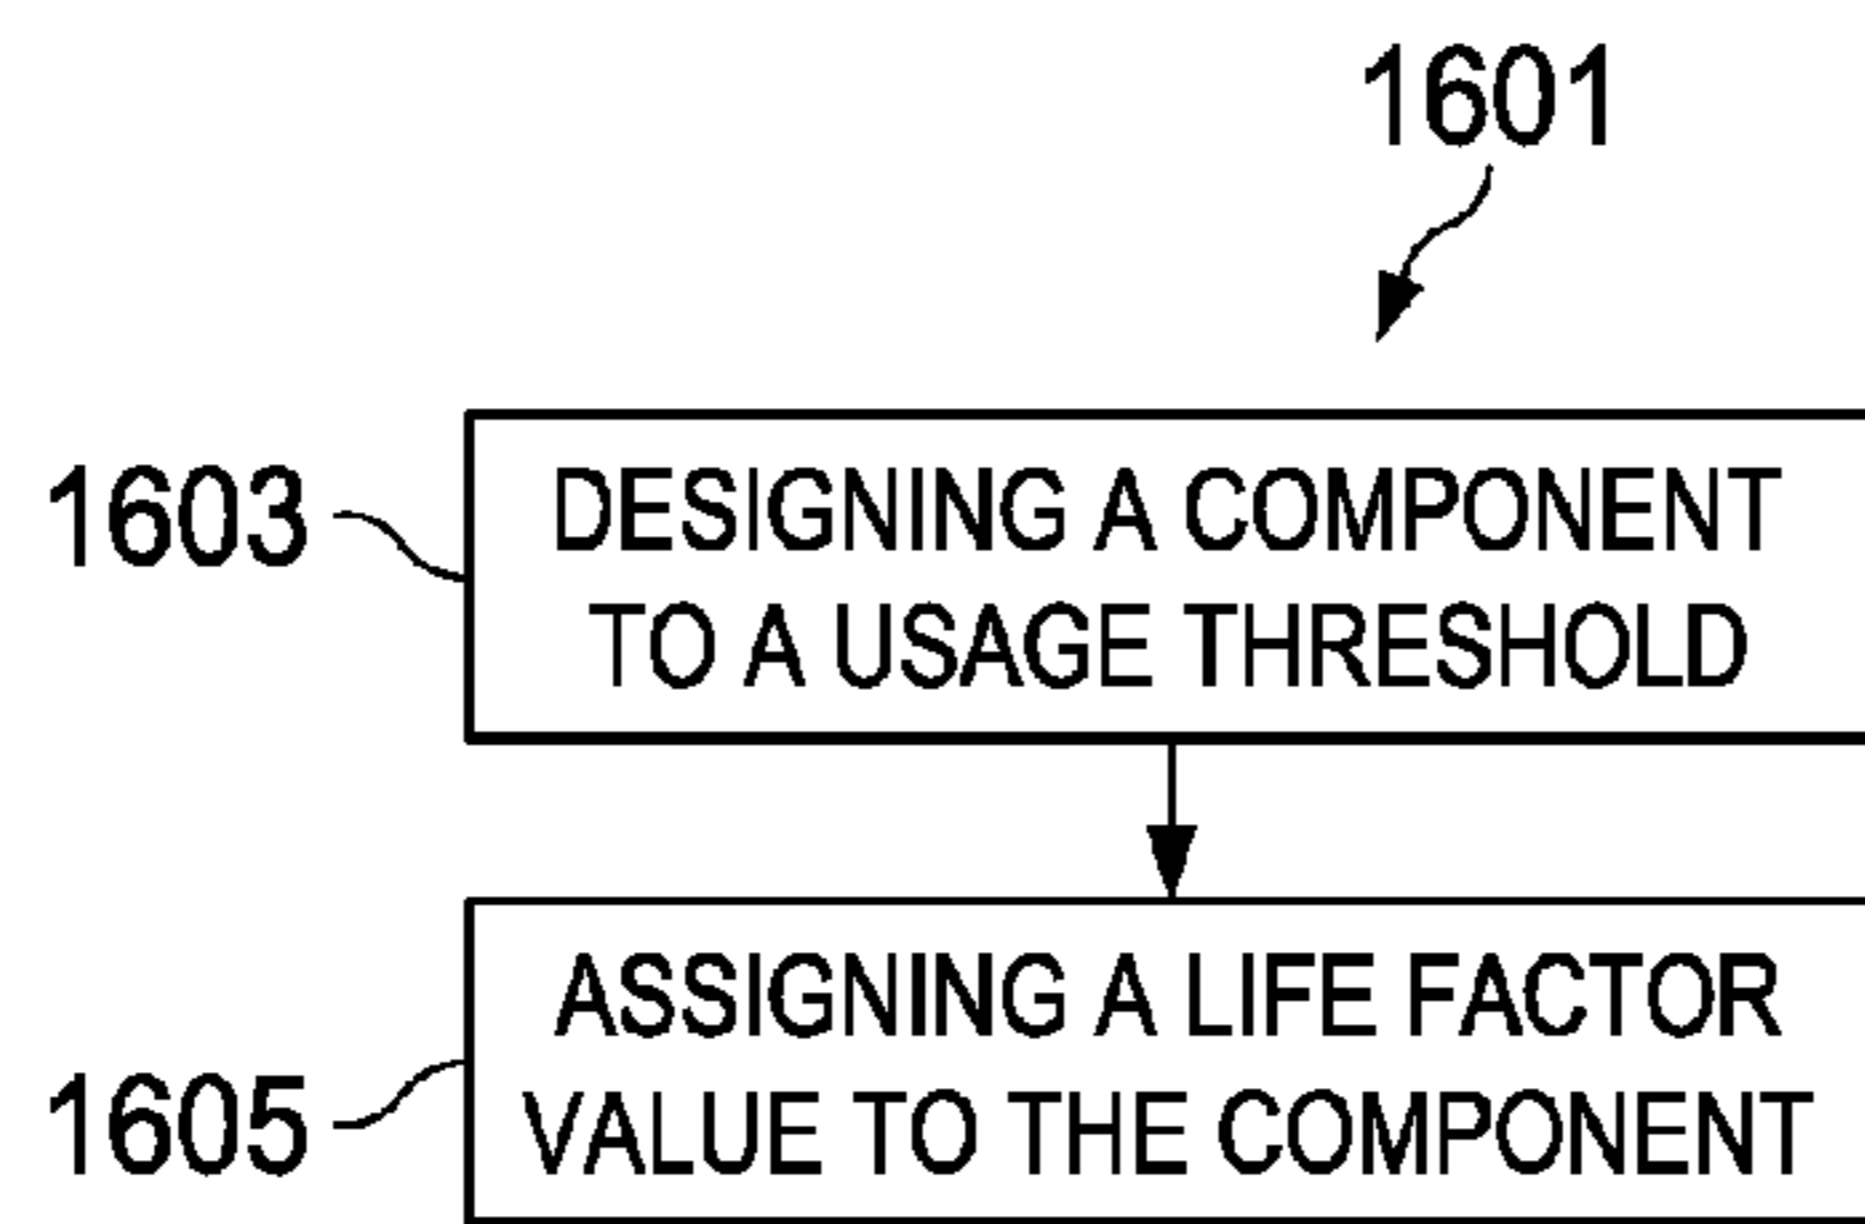 1601
1603
DESIGNING A COMPONENT
TO A USAGE THRESHOLD
ASSIGNING A LIFE FACTOR
VALUE TO THE COMPONENT
1605